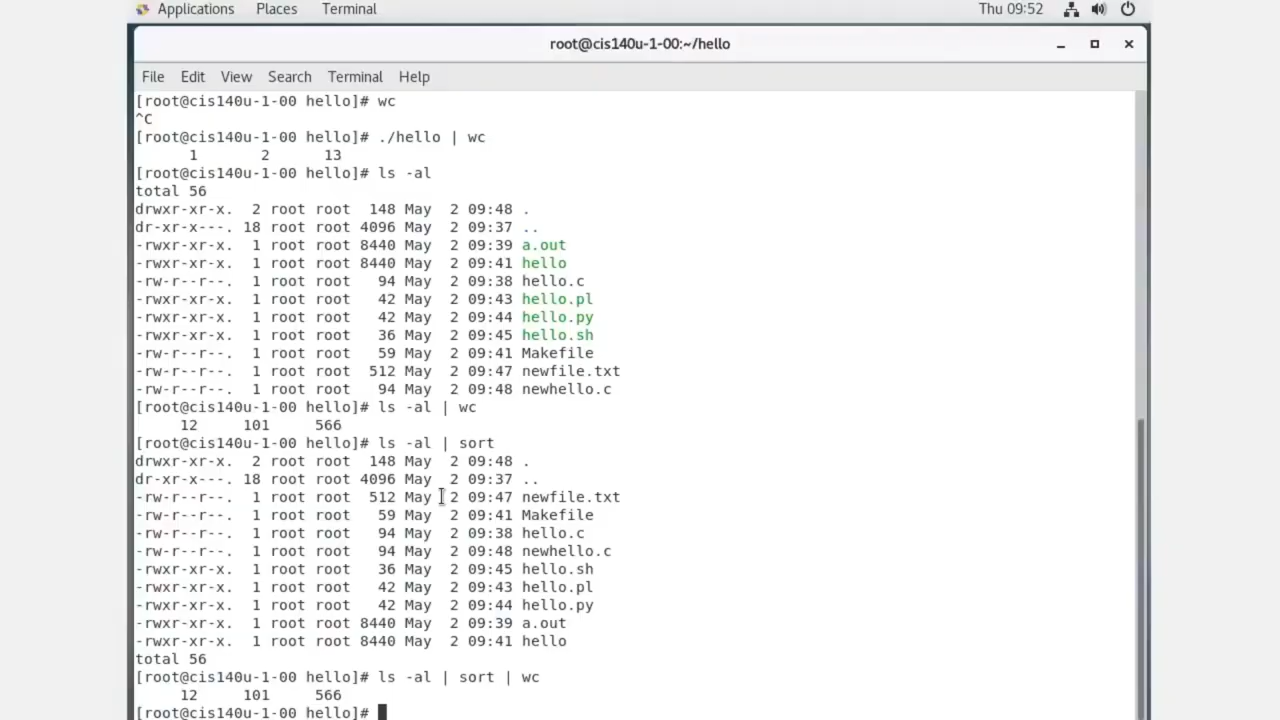 Applications Places Terminal Thu 09:52
root@cis140u-1-00:~/hello
File Edit View Search Terminal Help
[root@cis140u-1-00 hello]# wc
^C
[root@cis140u-1-00 hello]# ./hello | wc
      1       2      13
[root@cis140u-1-00 hello]# ls -al
total 56
drwxr-xr-x.  2 root root  148 May  2 09:48 .
dr-xr-x---. 18 root root 4096 May  2 09:37 ..
-rwxr-xr-x.  1 root root 8440 May  2 09:39 a.out
-rwxr-xr-x.  1 root root 8440 May  2 09:41 hello
-rw-r--r--.  1 root root   94 May  2 09:38 hello.c
-rwxr-xr-x.  1 root root   42 May  2 09:43 hello.pl
-rwxr-xr-x.  1 root root   42 May  2 09:44 hello.py
-rwxr-xr-x.  1 root root   36 May  2 09:45 hello.sh
-rw-r--r--.  1 root root   59 May  2 09:41 Makefile
-rw-r--r--.  1 root root  512 May  2 09:47 newfile.txt
-rw-r--r--.  1 root root   94 May  2 09:48 newhello.c
[root@cis140u-1-00 hello]# ls -al | wc
     12     101     566
[root@cis140u-1-00 hello]# ls -al | sort
drwxr-xr-x.  2 root root  148 May  2 09:48 .
dr-xr-x---. 18 root root 4096 May  2 09:37 ..
-rw-r--r--.  1 root root  512 May  2 09:47 newfile.txt
-rw-r--r--.  1 root root   59 May  2 09:41 Makefile
-rw-r--r--.  1 root root   94 May  2 09:38 hello.c
-rw-r--r--.  1 root root   94 May  2 09:48 newhello.c
-rwxr-xr-x.  1 root root   36 May  2 09:45 hello.sh
-rwxr-xr-x.  1 root root   42 May  2 09:43 hello.pl
-rwxr-xr-x.  1 root root   42 May  2 09:44 hello.py
-rwxr-xr-x.  1 root root 8440 May  2 09:39 a.out
-rwxr-xr-x.  1 root root 8440 May  2 09:41 hello
total 56
[root@cis140u-1-00 hello]# ls -al | sort | wc
     12     101     566
[root@cis140u-1-00 hello]#